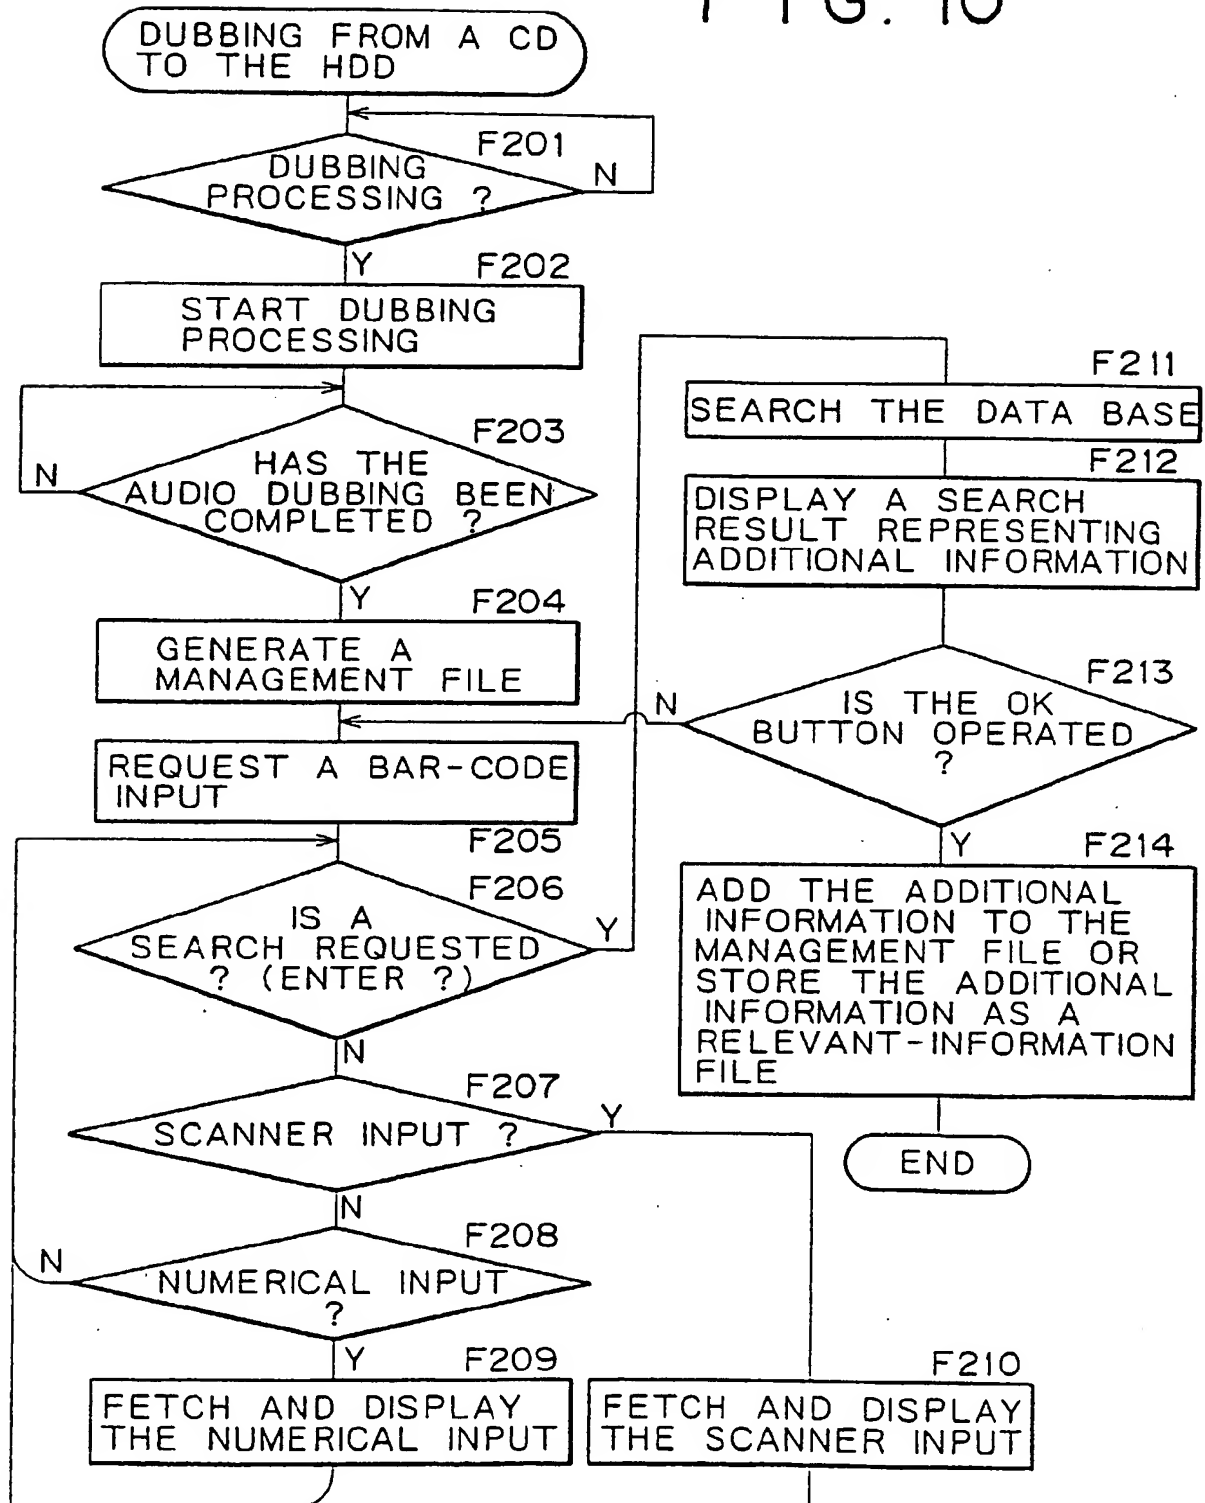 FIG. 10
DUBBING FROM A CD
TO THE HDD
F201
DUBBING
PROCESSING ?
N
Y
F202
START DUBBING
PROCESSING
F203
HAS THE
AUDIO DUBBING BEEN
COMPLETED ?
N
Y
F204
GENERATE A
MANAGEMENT FILE
REQUEST A BAR-CODE
INPUT
F205
F206
IS A
SEARCH REQUESTED
? (ENTER ?)
Y
N
F207
SCANNER INPUT ?
Y
N
F208
NUMERICAL INPUT
?
N
Y
F209
FETCH AND DISPLAY
THE NUMERICAL INPUT
F210
FETCH AND DISPLAY
THE SCANNER INPUT
F211
SEARCH THE DATA BASE
F212
DISPLAY A SEARCH
RESULT REPRESENTING
ADDITIONAL INFORMATION
F213
IS THE OK
BUTTON OPERATED
?
N
Y
F214
ADD THE ADDITIONAL
INFORMATION TO THE
MANAGEMENT FILE OR
STORE THE ADDITIONAL
INFORMATION AS A
RELEVANT-INFORMATION
FILE
END